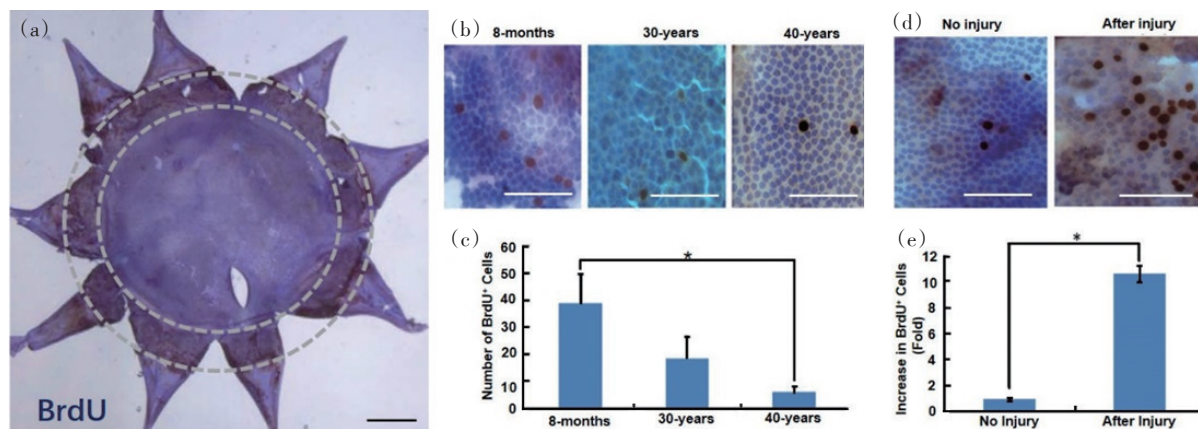 (a)
BrdU
(b)
8-months 30-years 40-years
(c)
Number of BrdU⁺ Cells
60
50
40
30
20
10
0
*
8-months 30-years 40-years
(d)
No injury After injury
(e)
Increase in BrdU⁺ Cells
(Fold)
12
10
8
6
4
2
0
*
No Injury After Injury